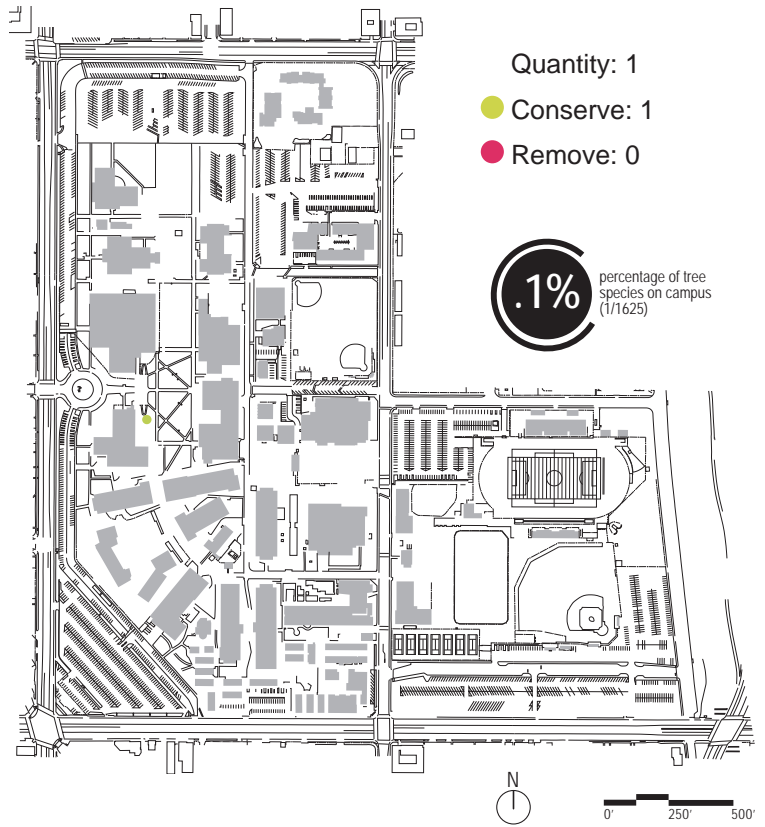 Quantity: 1
Conserve: 1
Remove: 0
.1%
percentage of tree
species on campus
(1/1625)
N
0' 250' 500'